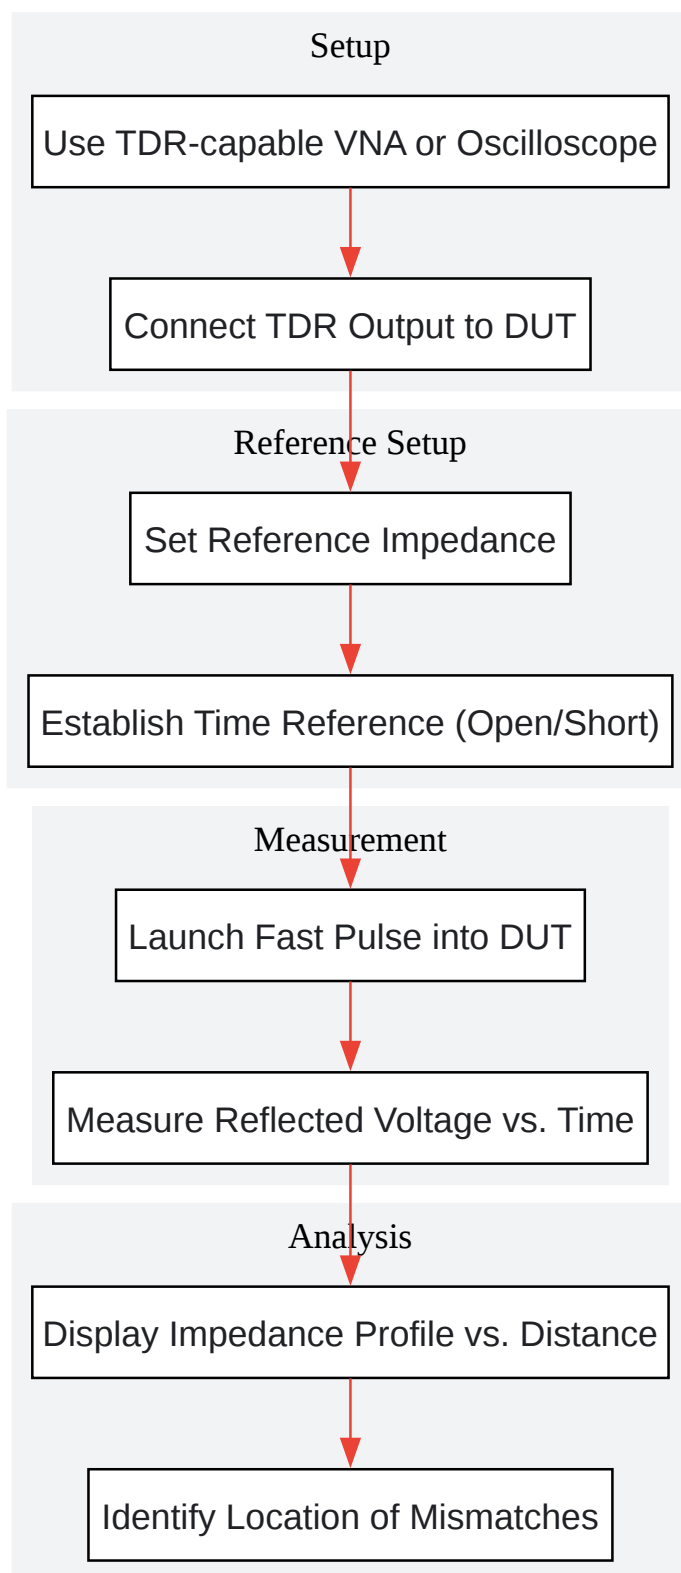 Setup
Use TDR-capable VNA or Oscilloscope
Connect TDR Output to DUT
Reference Setup
Set Reference Impedance
Establish Time Reference (Open/Short)
Measurement
Launch Fast Pulse into DUT
Measure Reflected Voltage vs. Time
Analysis
Display Impedance Profile vs. Distance
Identify Location of Mismatches